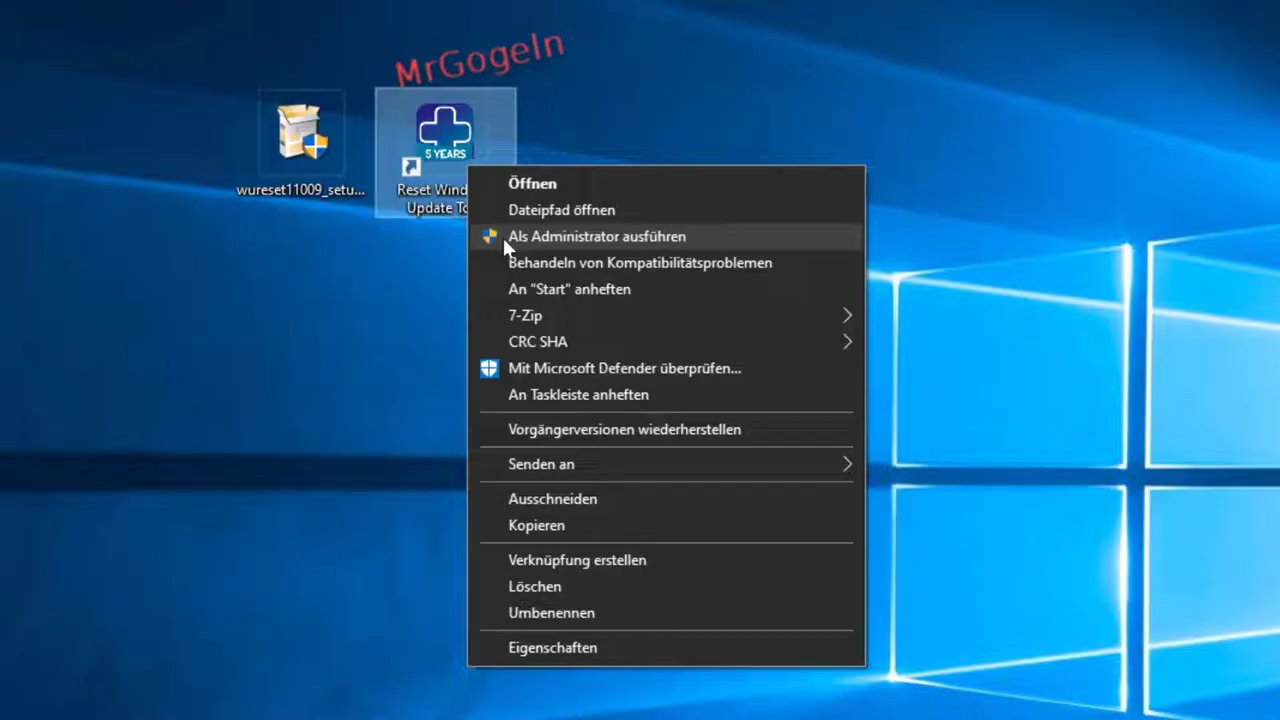 MrGogeIn
5 YEARS
wureset11009_setu...
Reset Wind
Update To
Öffnen
Dateipfad öffnen
Als Administrator ausführen
Behandeln von Kompatibilitätsproblemen
An "Start" anheften
7-Zip
CRC SHA
Mit Microsoft Defender überprüfen...
An Taskleiste anheften
Vorgängerversionen wiederherstellen
Senden an
Ausschneiden
Kopieren
Verknüpfung erstellen
Löschen
Umbenennen
Eigenschaften